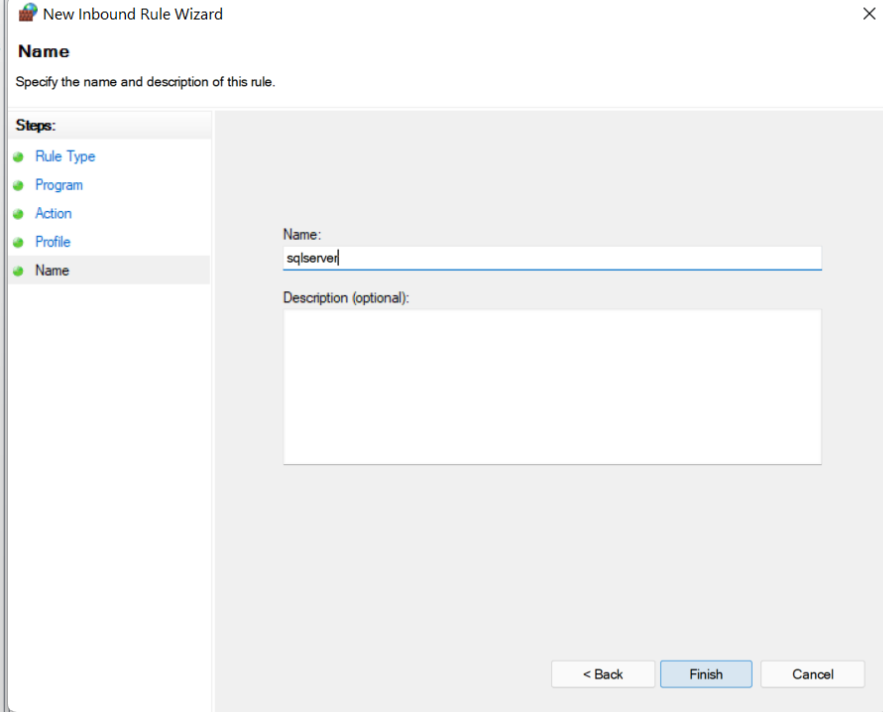 New Inbound Rule Wizard
Name
Specify the name and description of this rule.
Steps:
Rule Type
Program
Action
Profile
Name
Name:
sqlserver
Description (optional):
< Back
Finish
Cancel